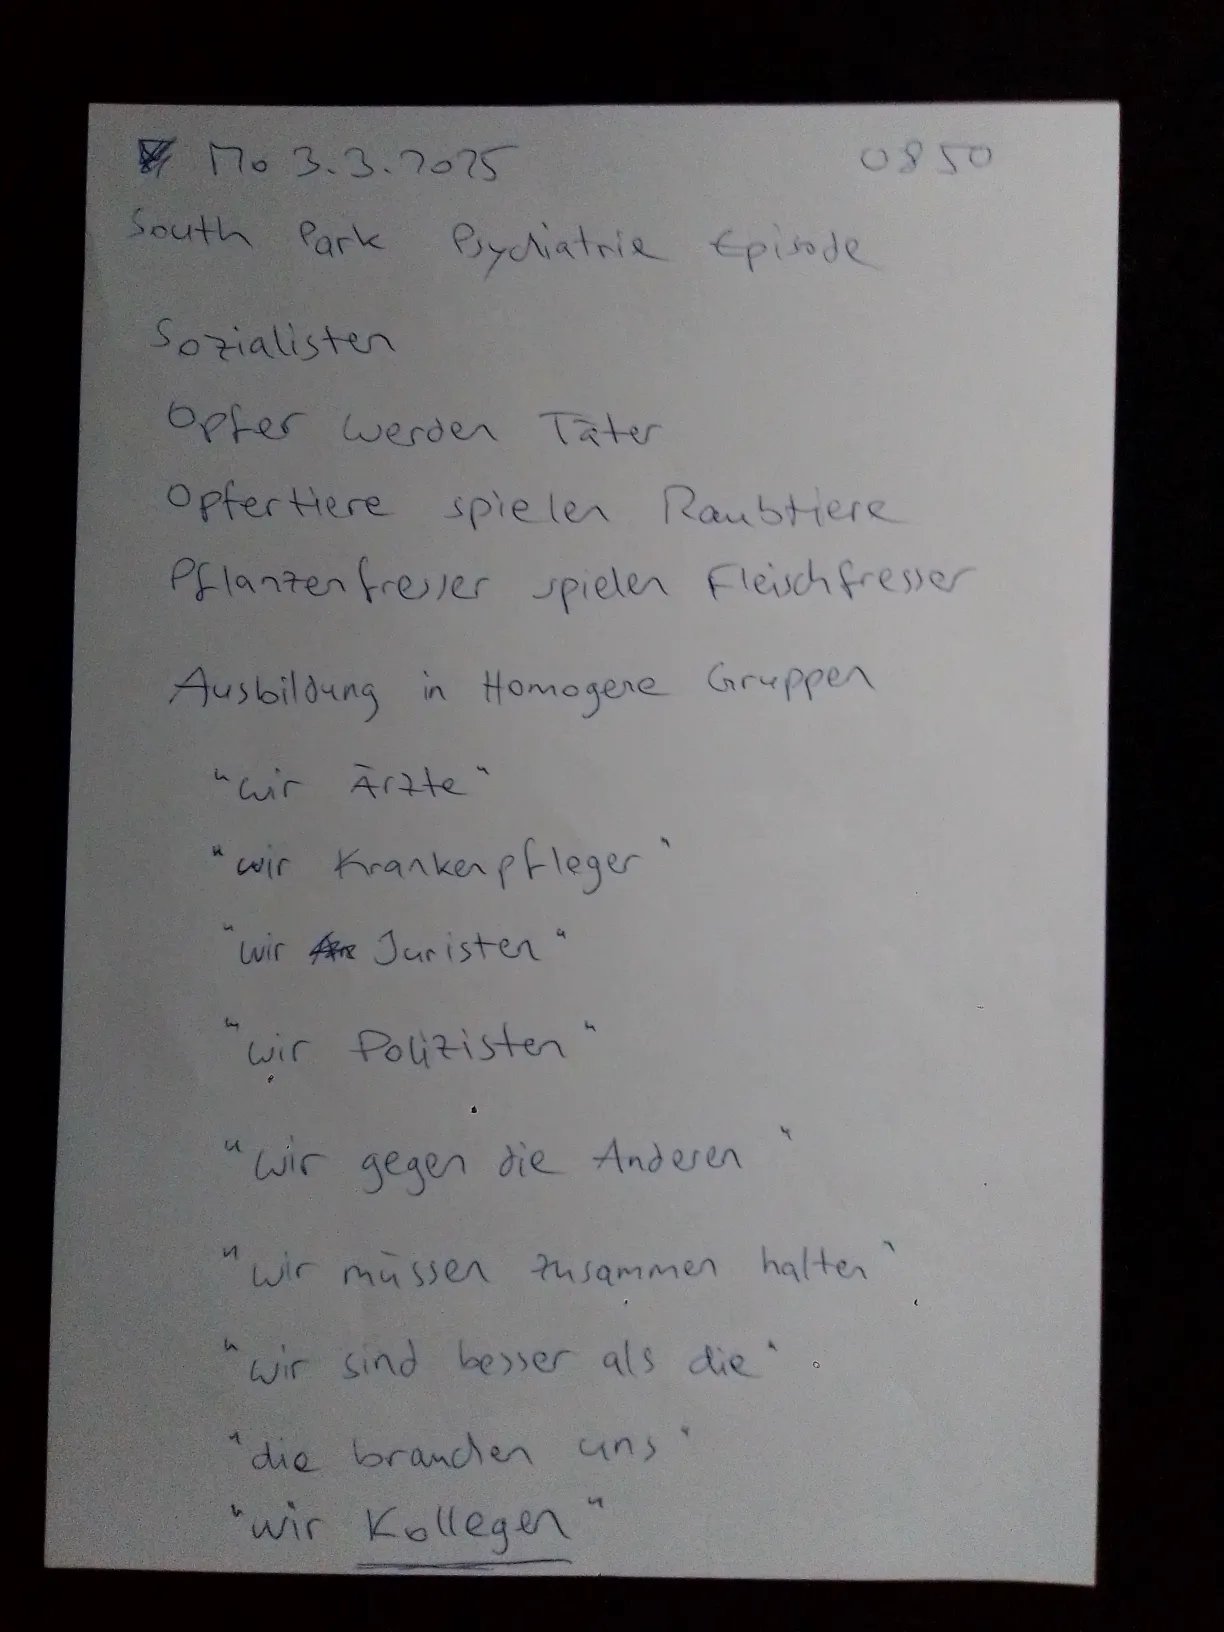 Mo 3.3.2025 0850
South Park Psychiatrie Episode
Sozialisten
Opfer werden Täter
Opfertiere spielen Raubtiere
Pflanzenfresser spielen Fleischfresser
Ausbildung in Homogene Gruppen
"wir Ärzte"
"wir Krankenpfleger"
"wir Juristen"
"wir Polizisten"
"wir gegen die Anderen"
"wir müssen zusammen halten"
"wir sind besser als die"
"die brauchen uns"
"wir Kollegen"